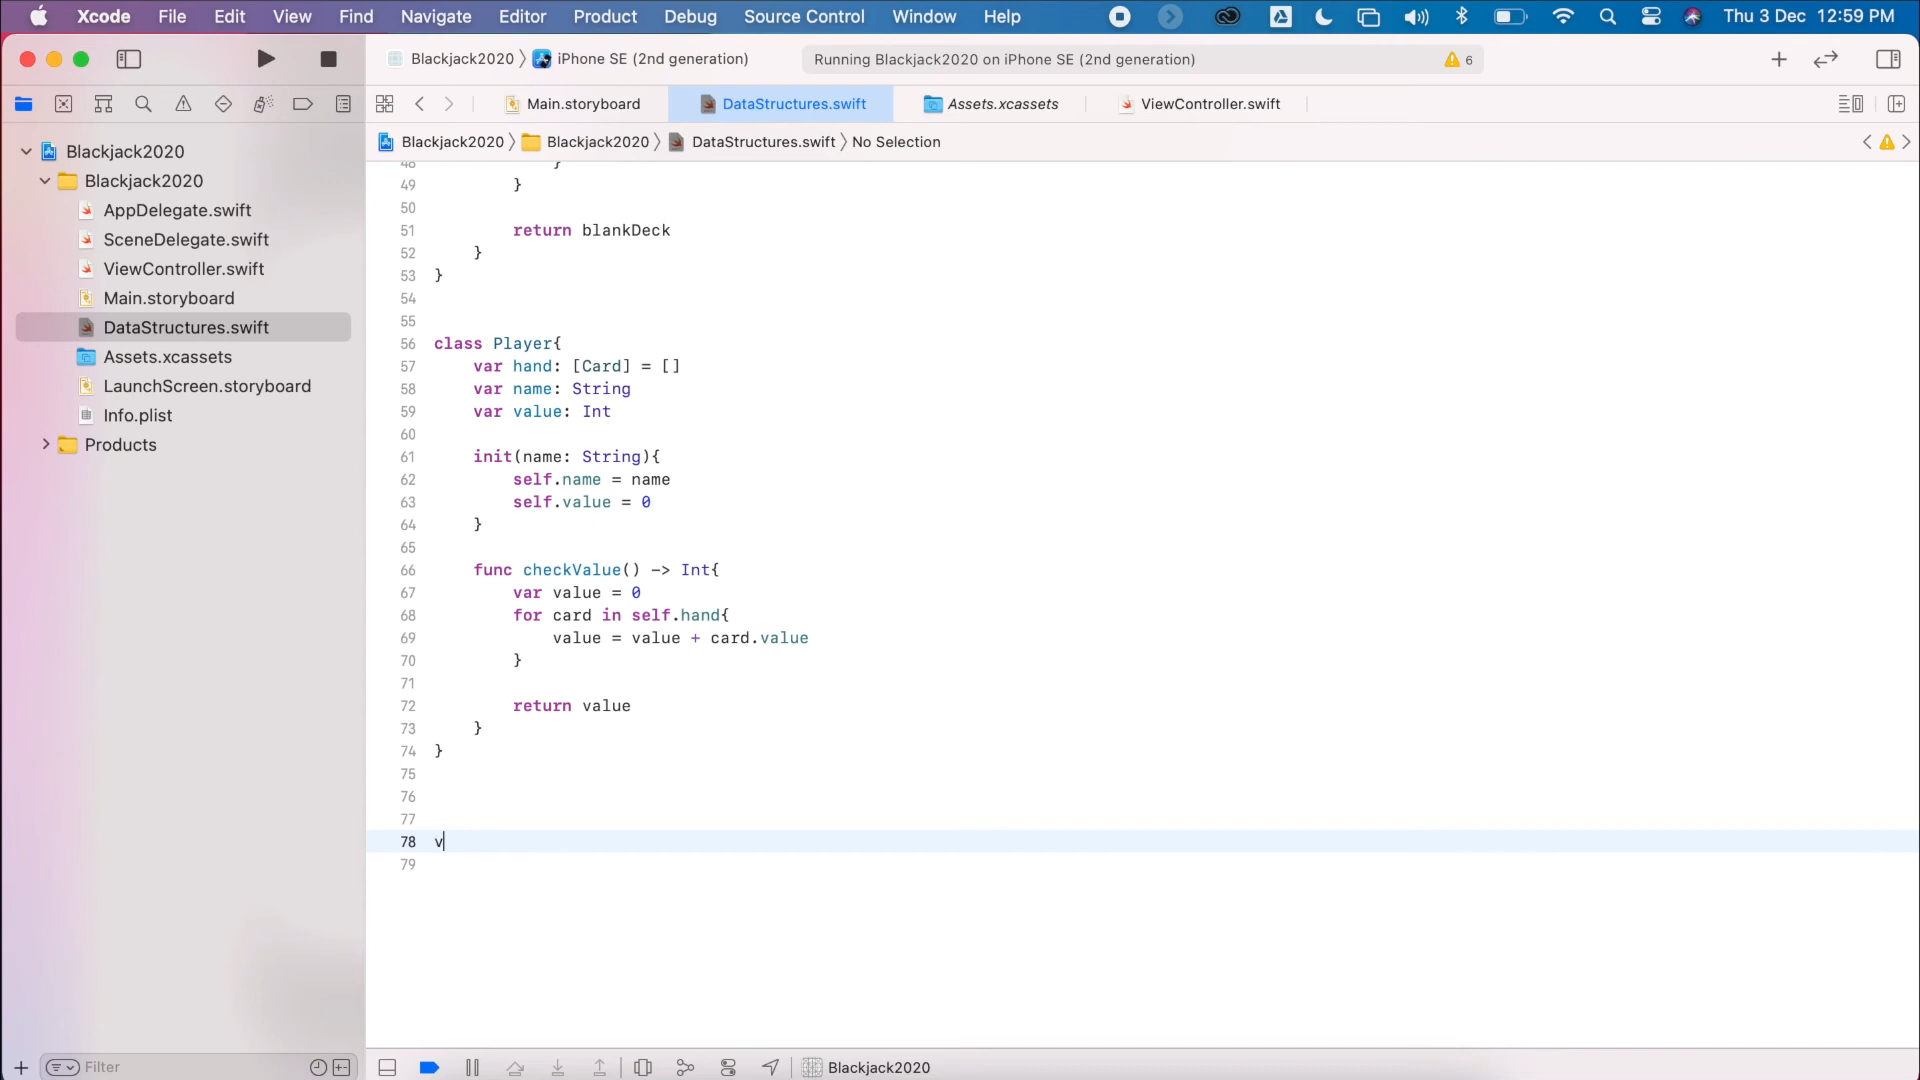 Xcode File Edit View Find Navigate Editor Product Debug Source Control Window Help Thu 3 Dec 12:59 PM
Blackjack2020 〉 iPhone SE (2nd generation) Running Blackjack2020 on iPhone SE (2nd generation) 6
Main.storyboard DataStructures.swift Assets.xcassets ViewController.swift
Blackjack2020 〉 Blackjack2020 〉 DataStructures.swift 〉 No Selection
Blackjack2020
Blackjack2020
AppDelegate.swift
SceneDelegate.swift
ViewController.swift
Main.storyboard
DataStructures.swift
Assets.xcassets
LaunchScreen.storyboard
Info.plist
Products
Filter
48 }
49 }
50
51 return blankDeck
52 }
53 }
54
55
56 class Player{
57 var hand: [Card] = []
58 var name: String
59 var value: Int
60
61 init(name: String){
62 self.name = name
63 self.value = 0
64 }
65
66 func checkValue() -> Int{
67 var value = 0
68 for card in self.hand{
69 value = value + card.value
70 }
71
72 return value
73 }
74 }
75
76
77
78 v
79
Blackjack2020